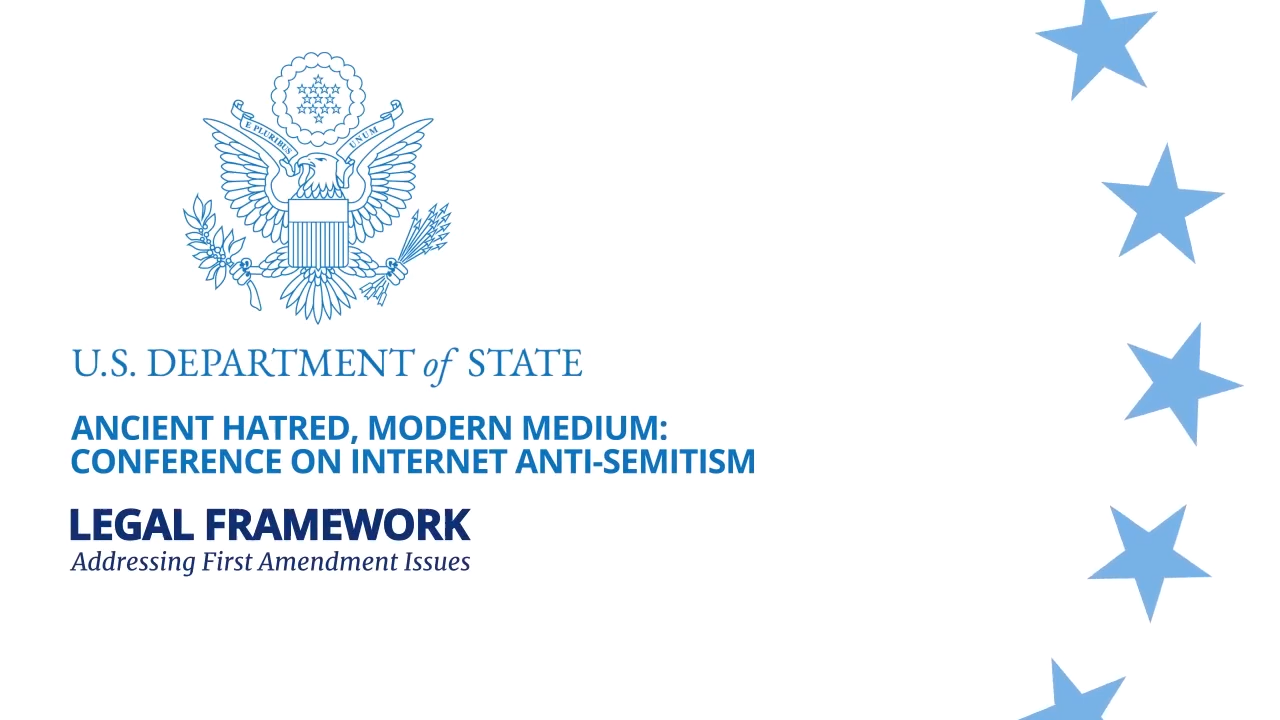 E PLURIBUS UNUM
U.S. DEPARTMENT of STATE
ANCIENT HATRED, MODERN MEDIUM:
CONFERENCE ON INTERNET ANTI-SEMITISM
LEGAL FRAMEWORK
Addressing First Amendment Issues